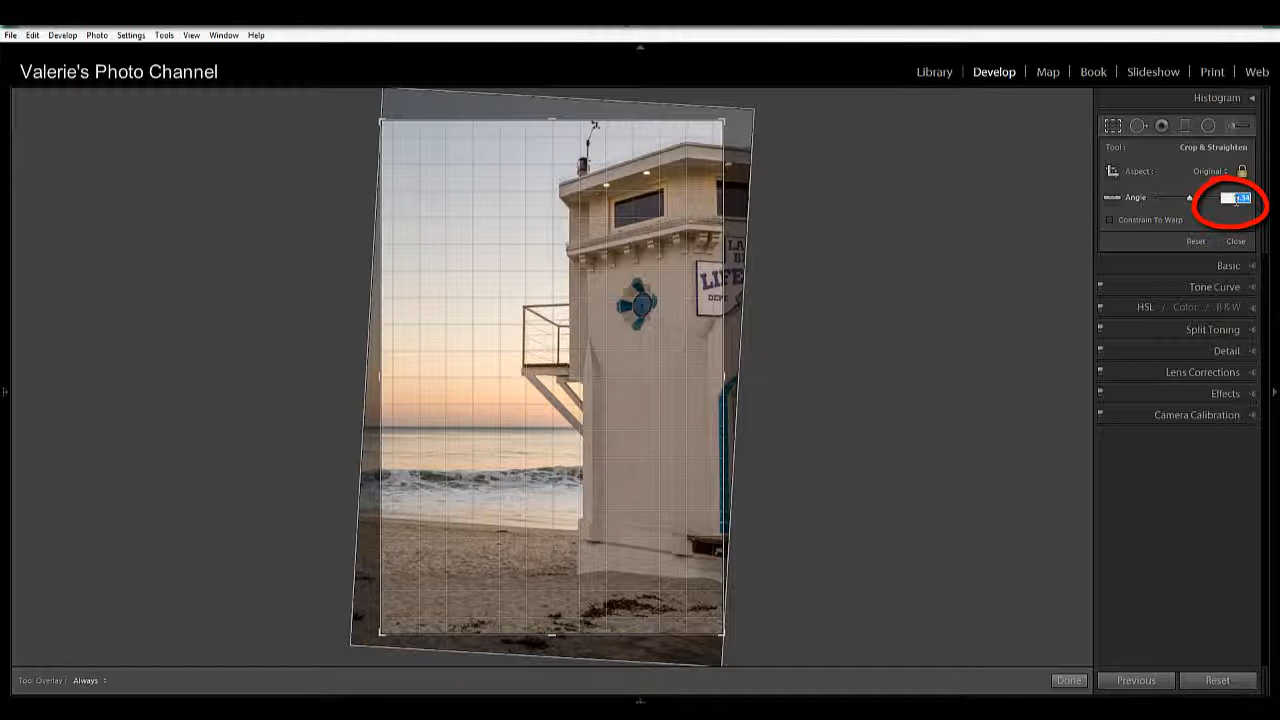 File Edit Develop Photo Settings Tools View Window Help
Valerie's Photo Channel
Library | Develop | Map | Book | Slideshow | Print | Web
Histogram
Tool : Crop & Straighten
Aspect : Original
Angle
Constrain To Warp
Reset Close
Basic
Tone Curve
HSL / Color / B & W
Split Toning
Detail
Lens Corrections
Effects
Camera Calibration
LIFE
DEPT
Tool Overlay : Always
Done
Previous
Reset